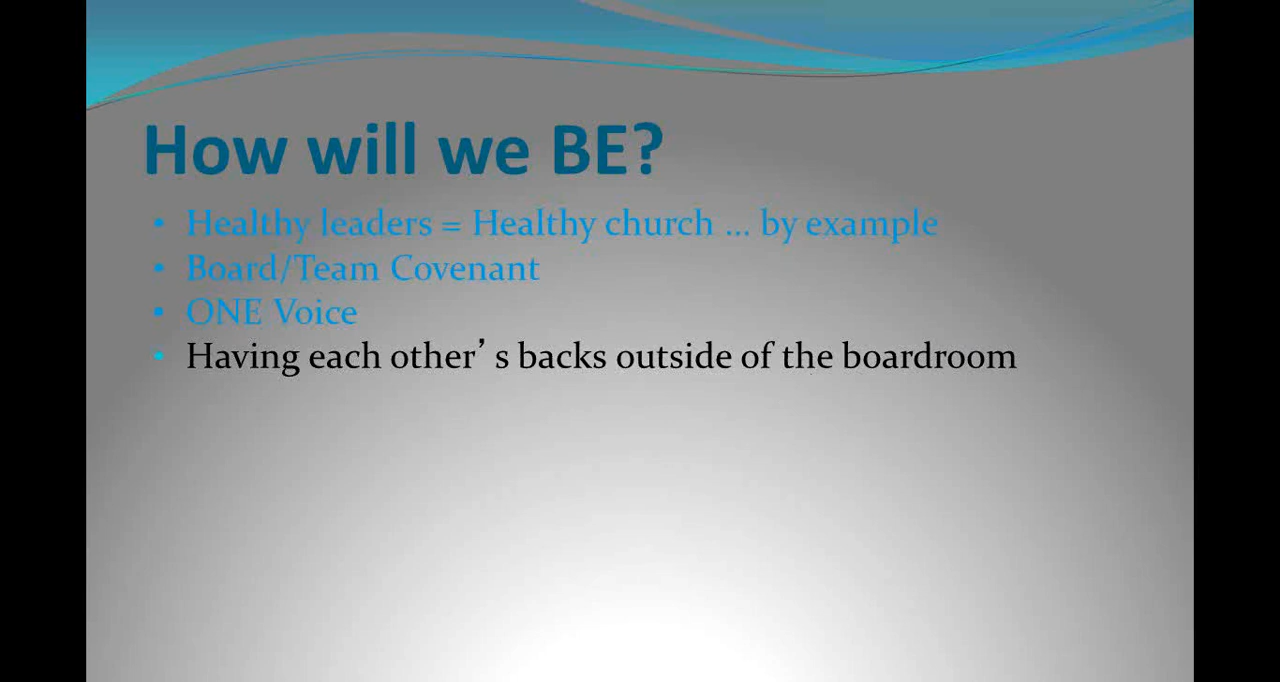 How will we BE?
• Healthy leaders = Healthy church ... by example
• Board/Team Covenant
• ONE Voice
• Having each other’s backs outside of the boardroom